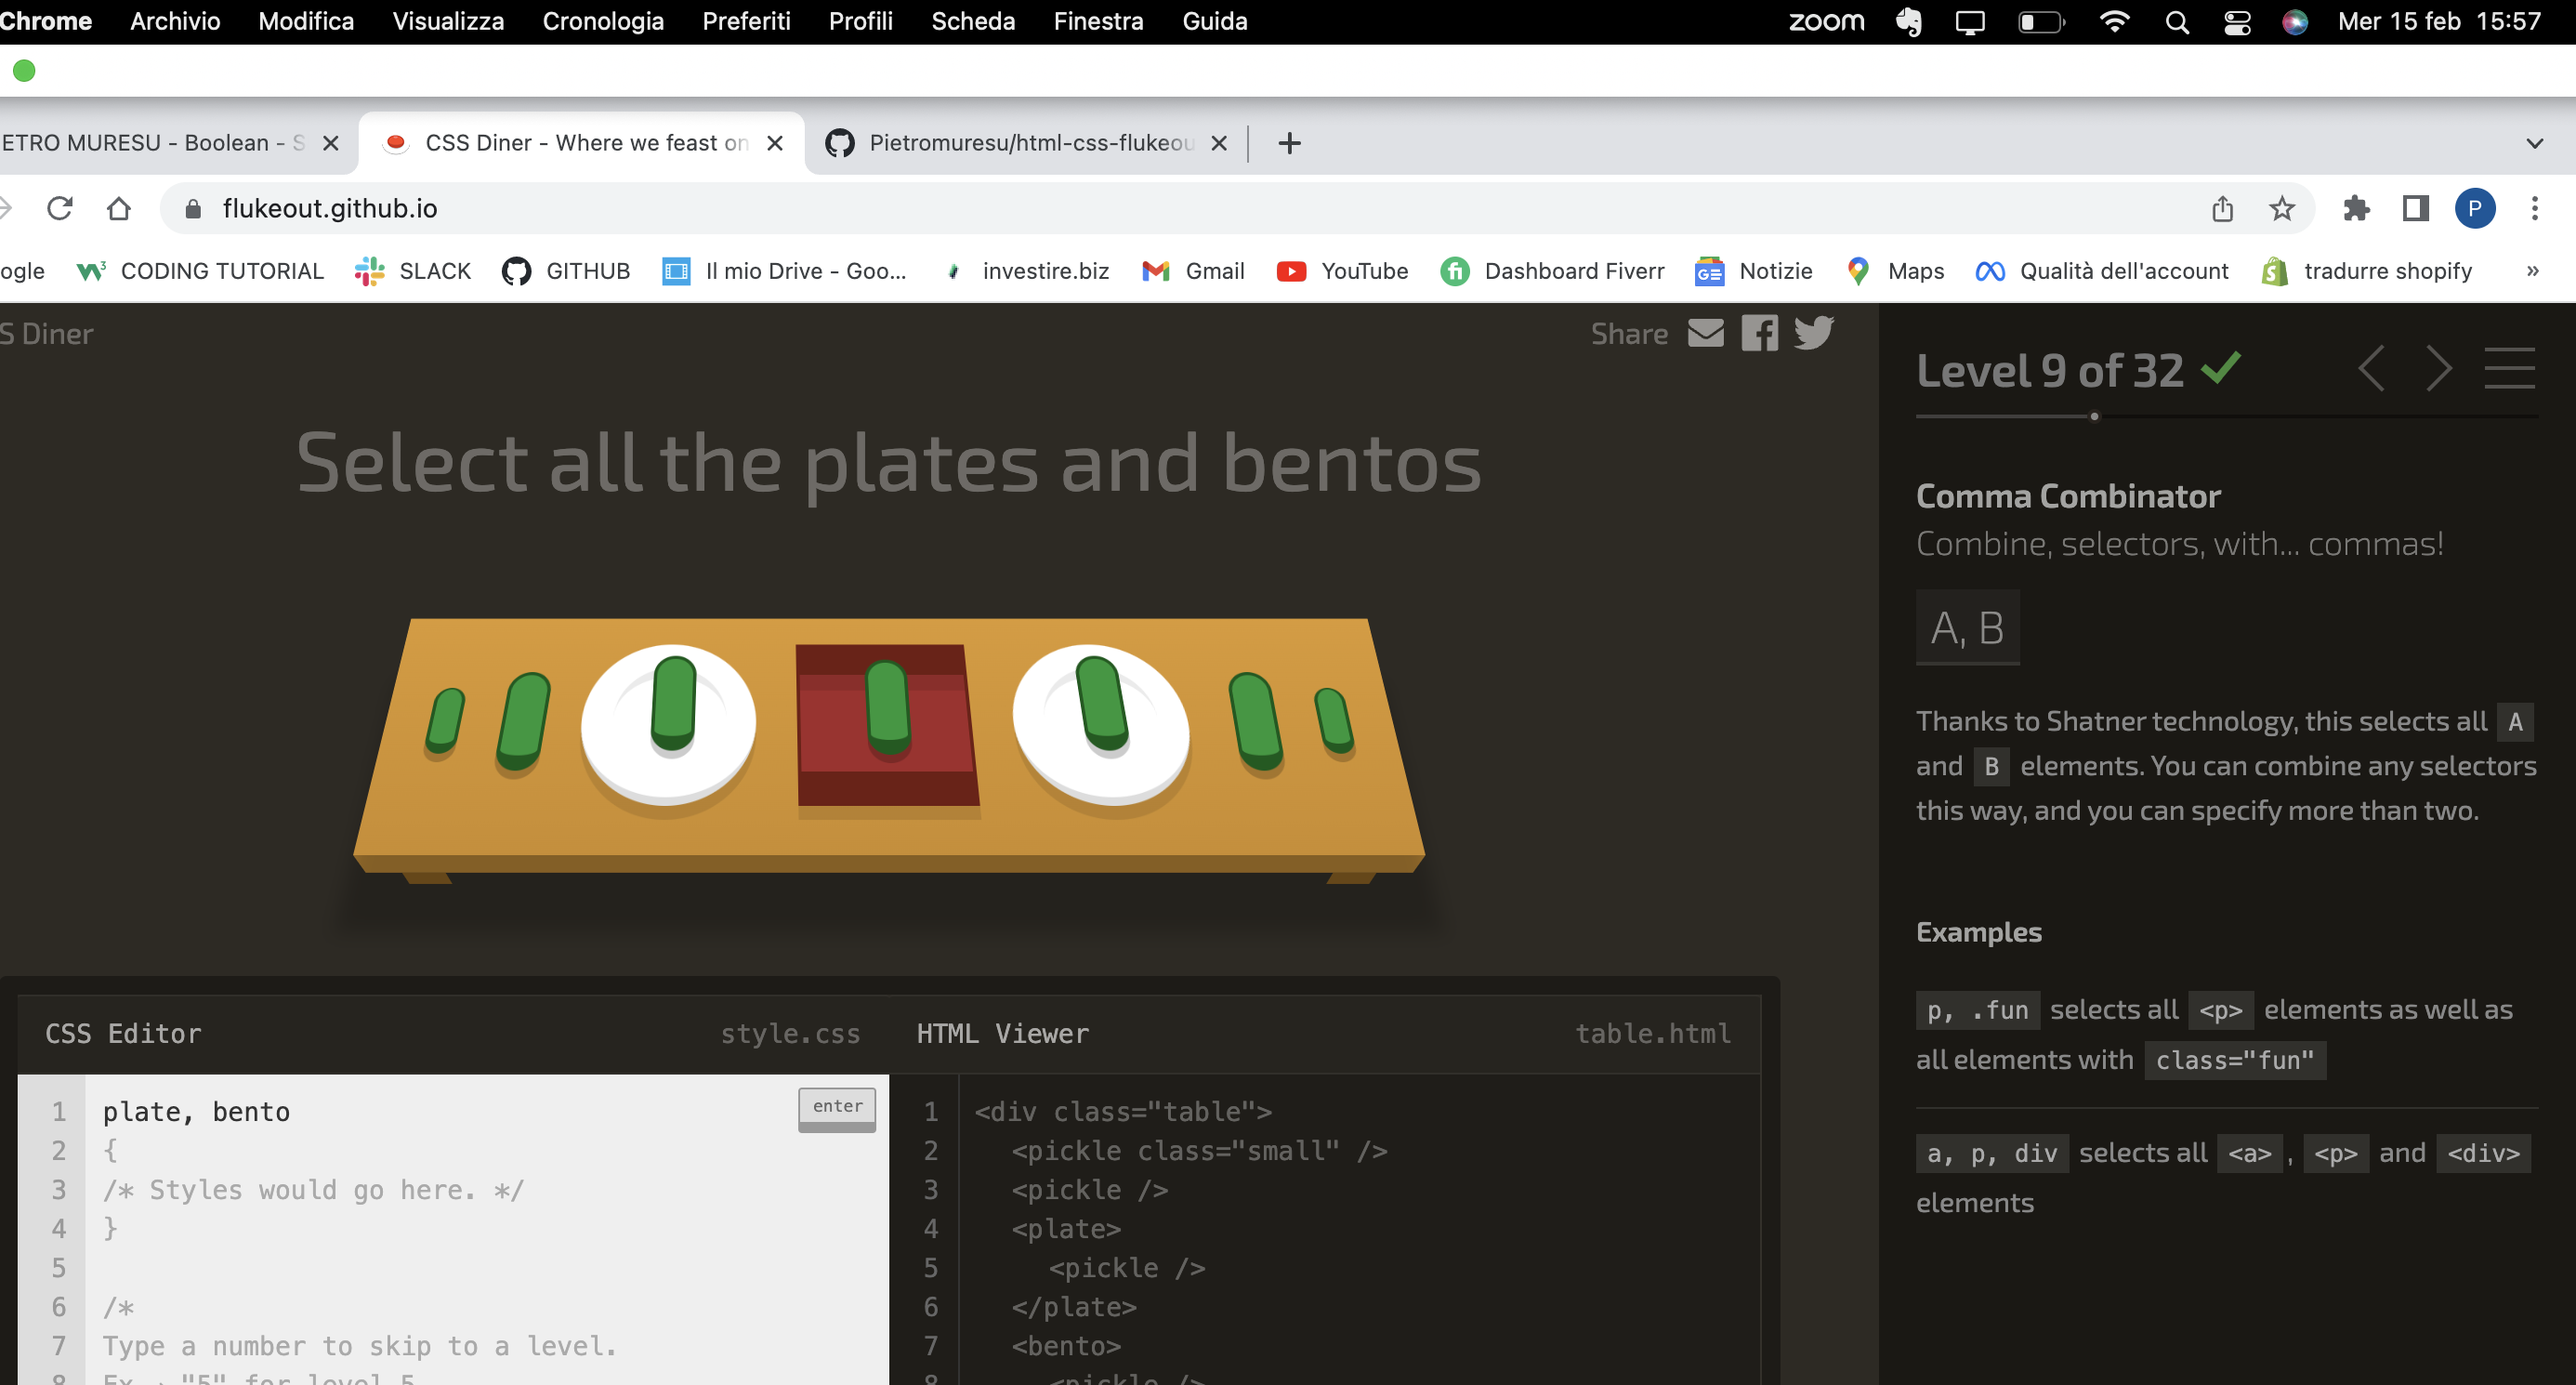 Chrome Archivio Modifica Visualizza Cronologia Preferiti Profili Scheda Finestra Guida zoom Mer 15 feb 15:57
ETRO MURESU - Boolean - S CSS Diner - Where we feast on Pietromuresu/html-css-flukeou
flukeout.github.io P
ogle CODING TUTORIAL SLACK GITHUB Il mio Drive - Goo... investire.biz Gmail YouTube Dashboard Fiverr Notizie Maps Qualità dell'account tradurre shopify »
S Diner Share
Select all the plates and bentos
CSS Editor style.css
1 plate, bento enter
2 {
3 /* Styles would go here. */
4 }
5
6 /*
7 Type a number to skip to a level.
8 Ex → "5" for level 5
HTML Viewer table.html
1 <div class="table">
2 <pickle class="small" />
3 <pickle />
4 <plate>
5 <pickle />
6 </plate>
7 <bento>
8 <pickle />
Level 9 of 32
Comma Combinator
Combine, selectors, with... commas!
A, B
Thanks to Shatner technology, this selects all A
and B elements. You can combine any selectors
this way, and you can specify more than two.
Examples
p, .fun selects all <p> elements as well as
all elements with class="fun"
a, p, div selects all <a> , <p> and <div>
elements